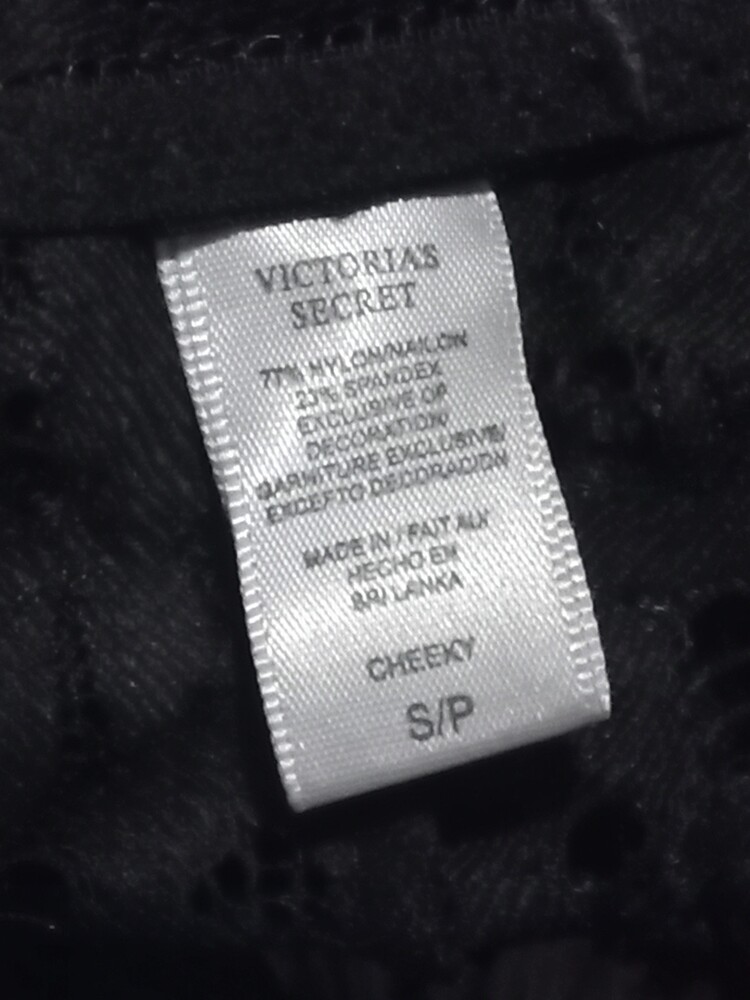 VICTORIA'S
SECRET
77% NYLON/NAILON
23% SPANDEX
EXCLUSIVE OF
DECORATION/
GARNITURE EXCLUSIVE/
EXCEPTO DECORACION
MADE IN / FAIT AU/
HECHO EN
SRI LANKA
CHEEKY
S/P